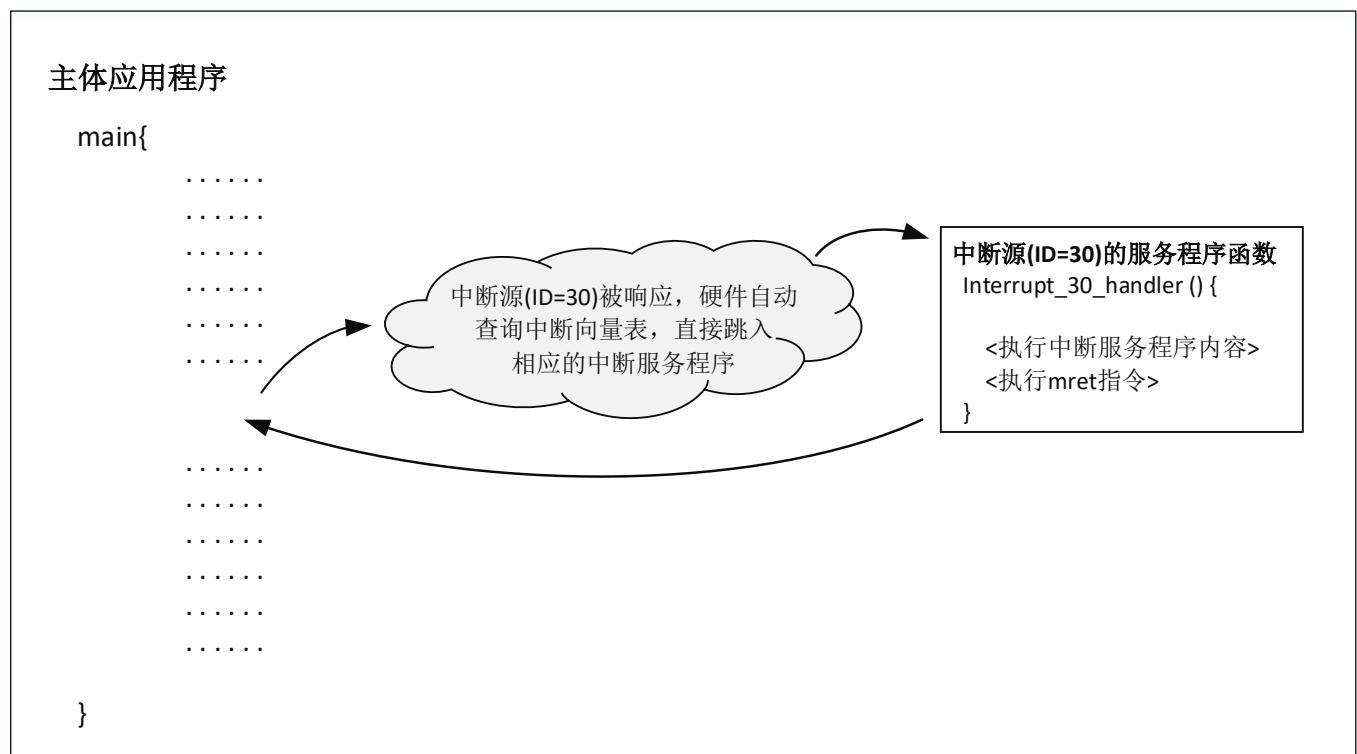 主体应用程序
main{
......
......
......
......
......
......
中断源(ID=30)被响应，硬件自动
查询中断向量表，直接跳入
相应的中断服务程序
中断源(ID=30)的服务程序函数
Interrupt_30_handler () {
<执行中断服务程序内容>
<执行mret指令>
}
......
......
......
......
......
......
}